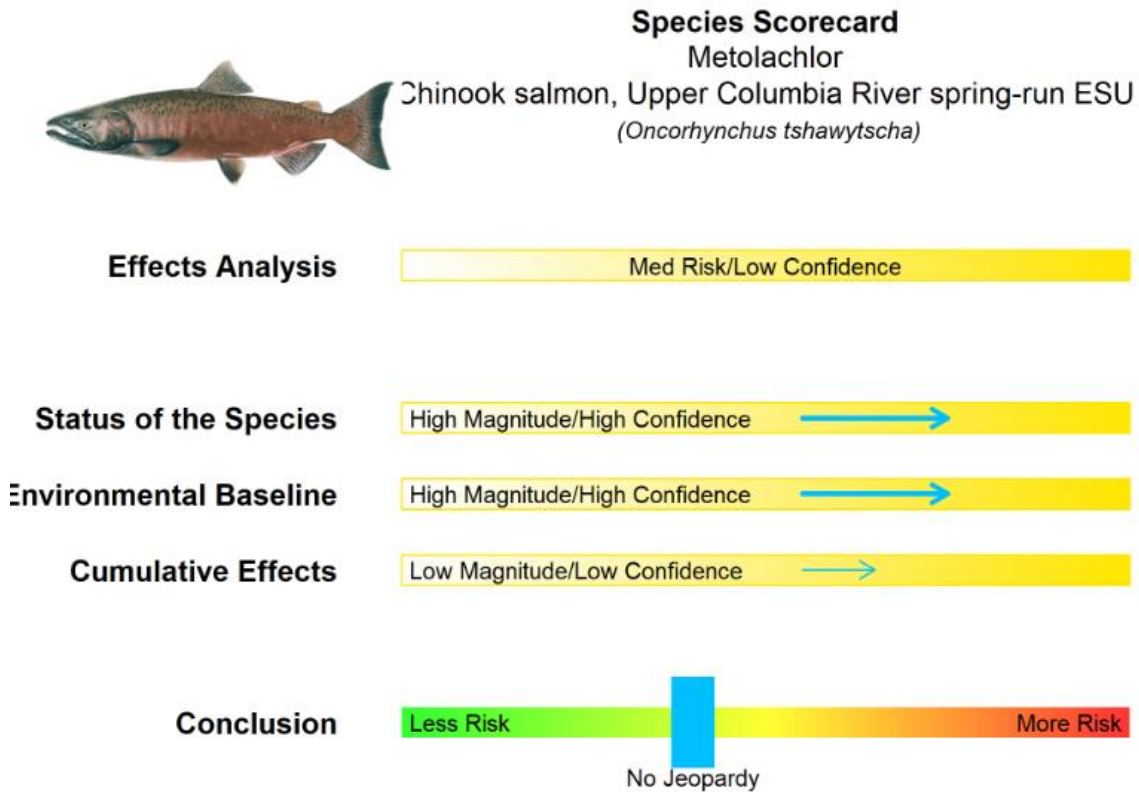 Species Scorecard
Metolachlor
Chinook salmon, Upper Columbia River spring-run ESU
(Oncorhynchus tshawytscha)
Effects Analysis
Med Risk/Low Confidence
Status of the Species
High Magnitude/High Confidence
Environmental Baseline
High Magnitude/High Confidence
Cumulative Effects
Low Magnitude/Low Confidence
Conclusion
Less Risk
More Risk
No Jeopardy